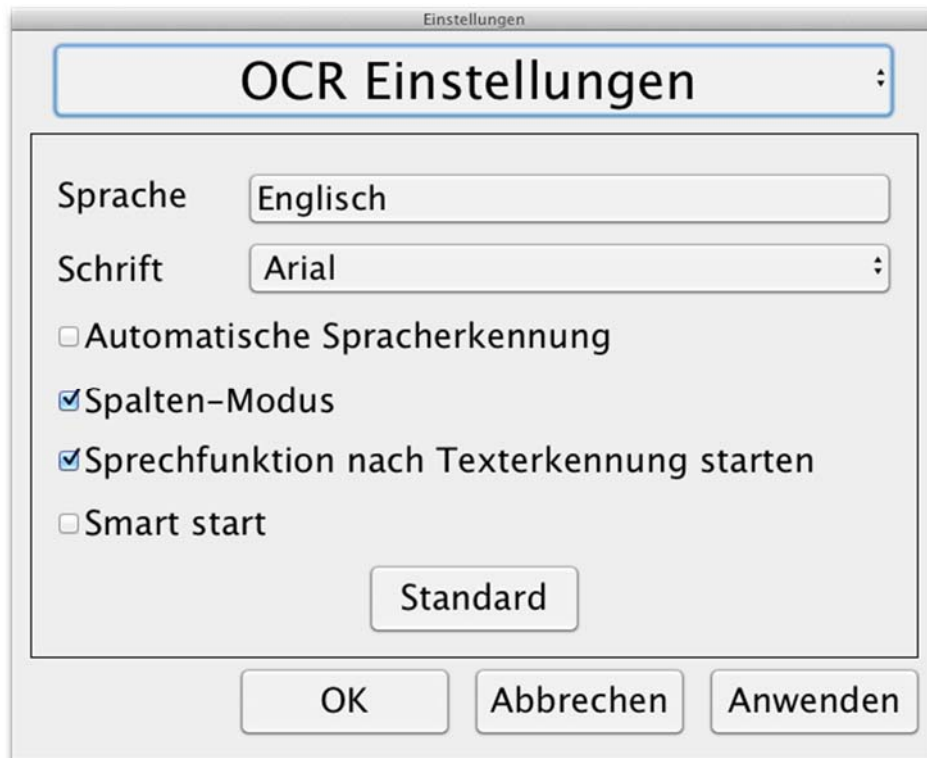 Einstellungen
OCR Einstellungen
Sprache Englisch
Schrift Arial
Automatische Spracherkennung
Spalten-Modus
Sprechfunktion nach Texterkennung starten
Smart start
Standard
OK Abbrechen Anwenden